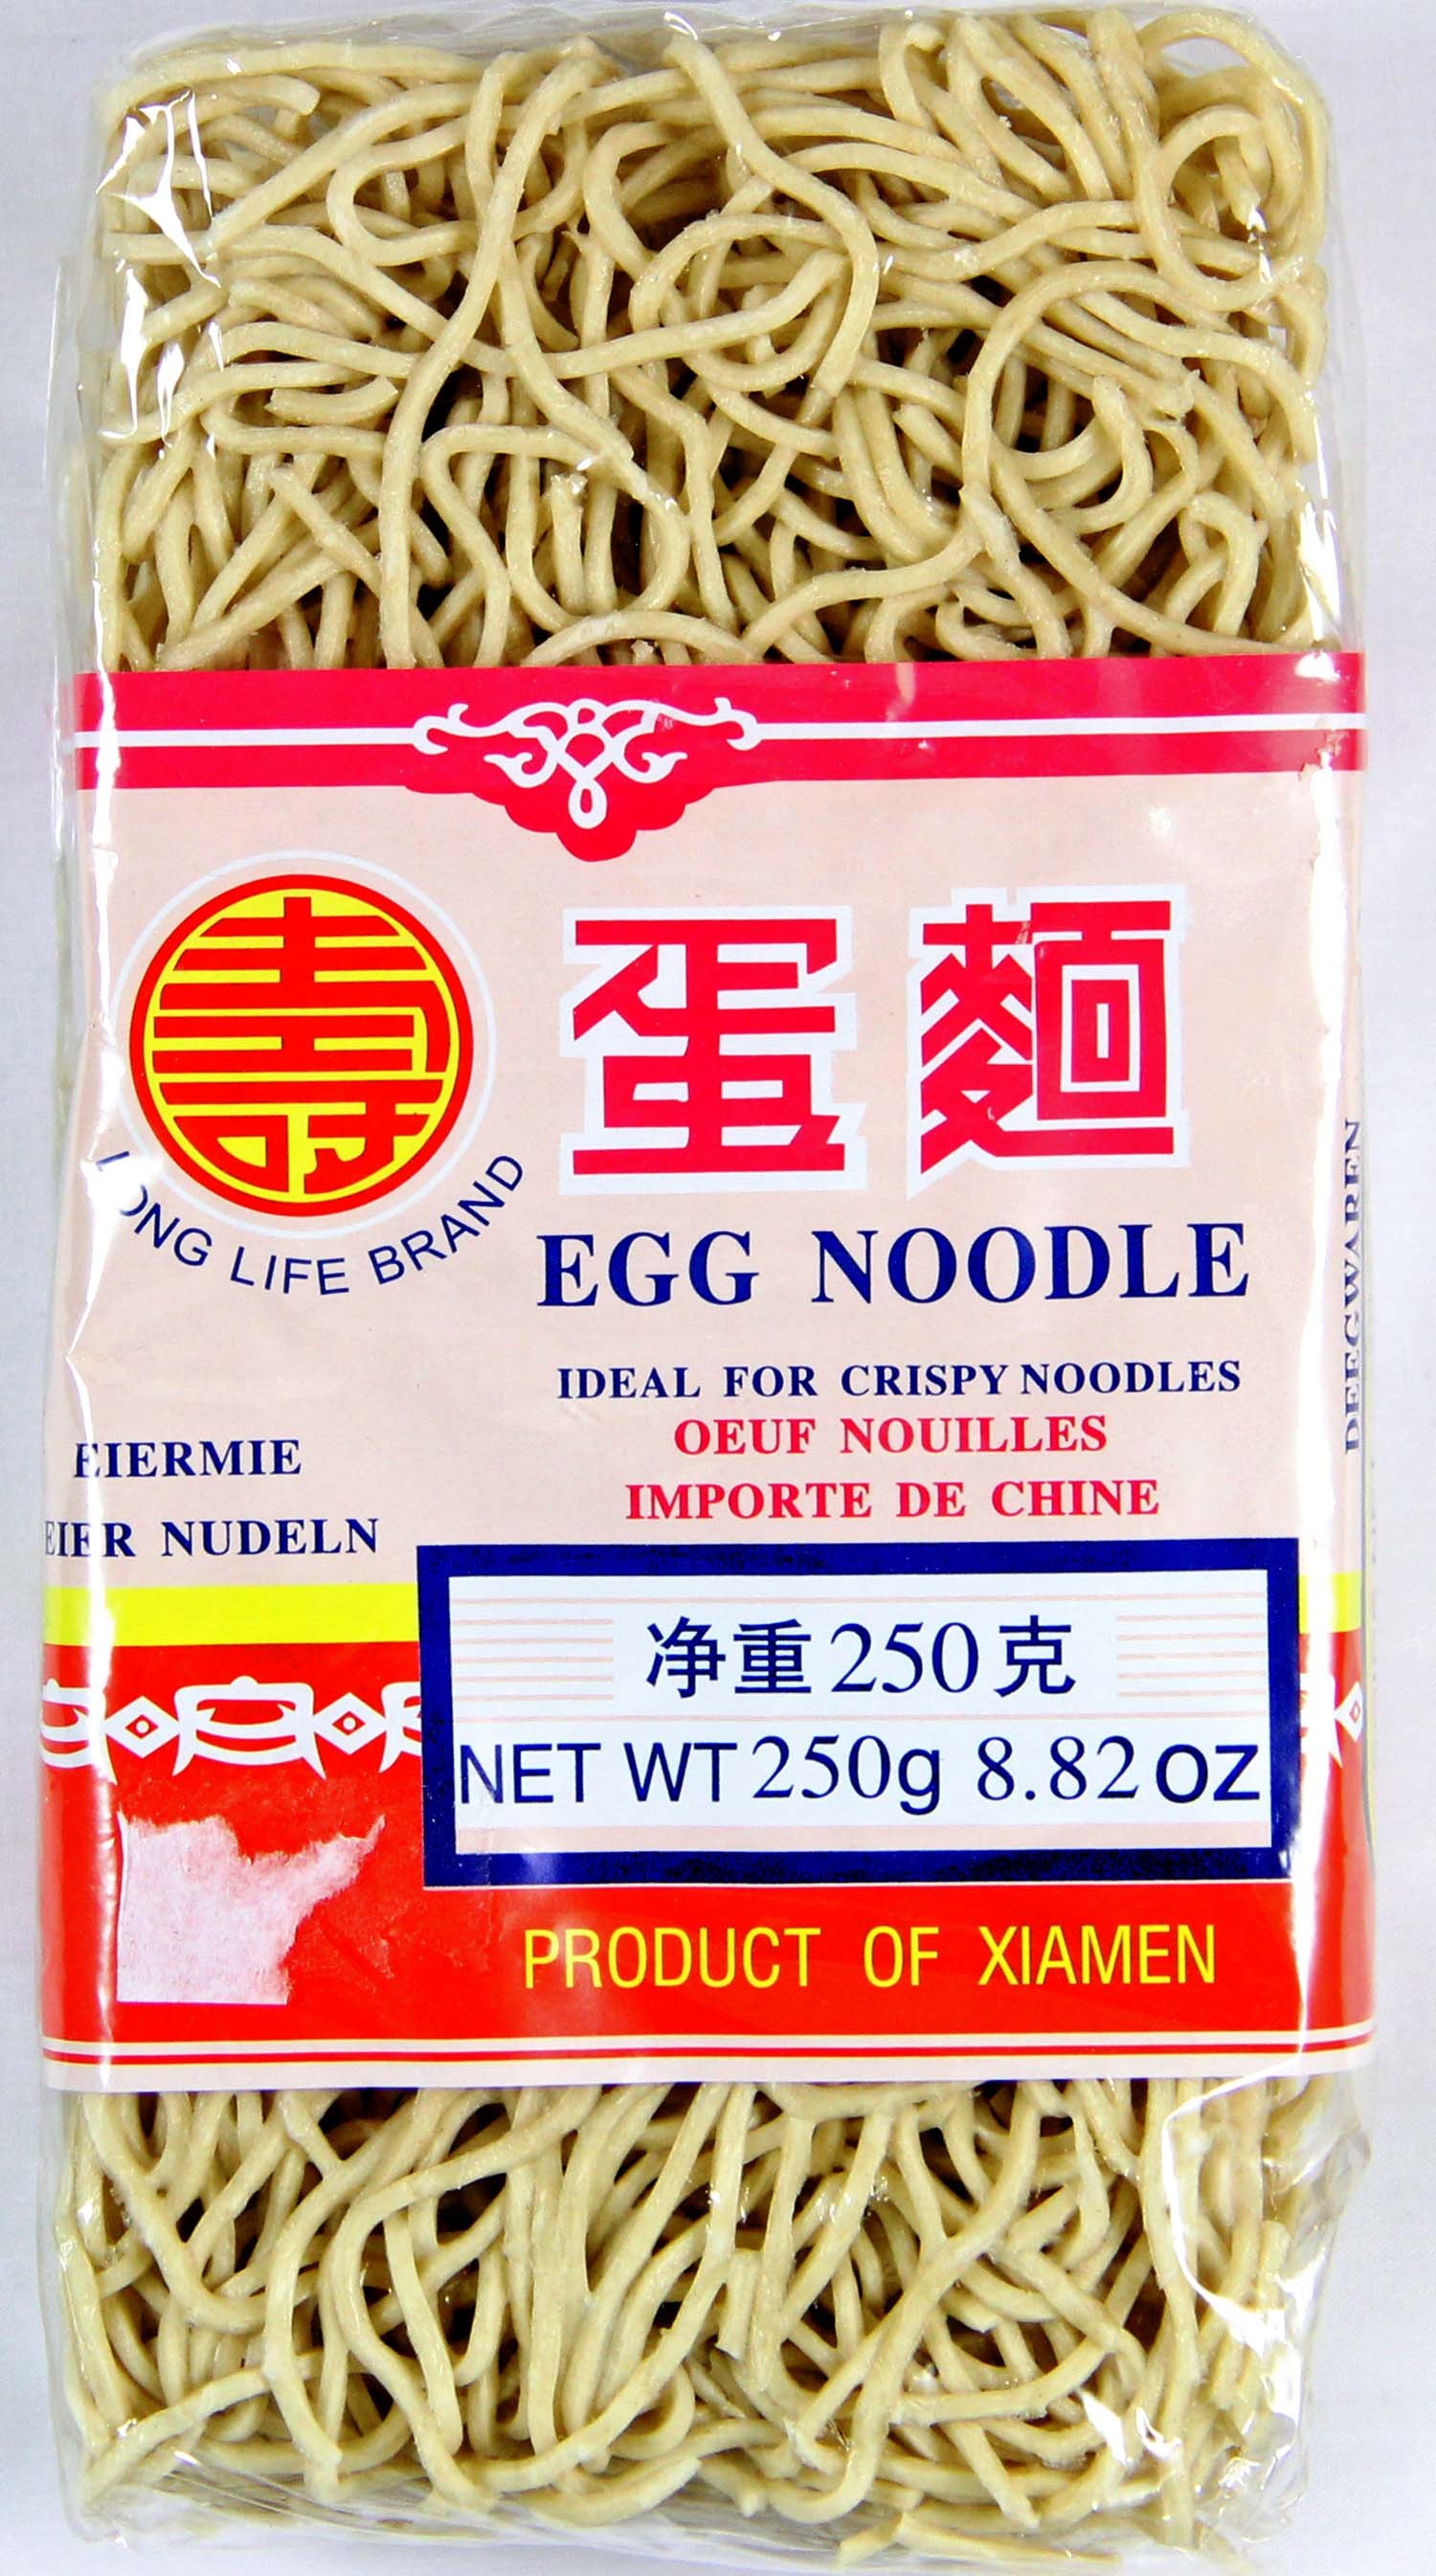 壽
LONG LIFE BRAND
蛋麵
EGG NOODLE
IDEAL FOR CRISPY NOODLES
OEUF NOUILLES
IMPORTE DE CHINE
EIERMIE
EIER NUDELN
DEEGWAREN
净重250克
NET WT 250g 8.82 OZ
PRODUCT OF XIAMEN